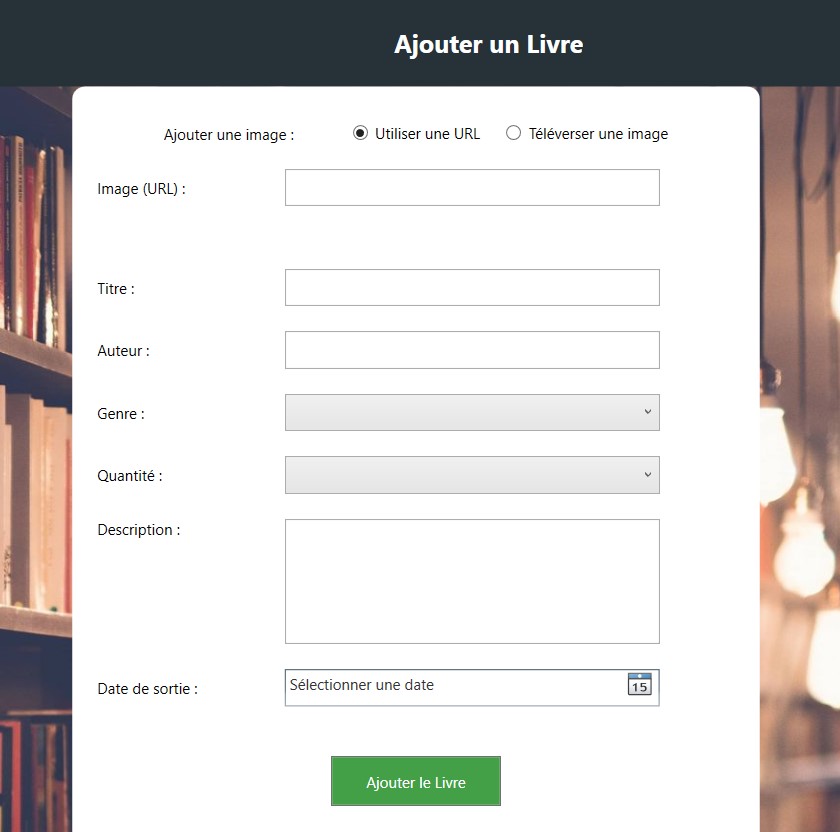 Ajouter un Livre
Ajouter une image : Utiliser une URL Téléverser une image
Image (URL) :
Titre :
Auteur :
Genre :
Quantité :
Description :
Date de sortie : Sélectionner une date 15
Ajouter le Livre